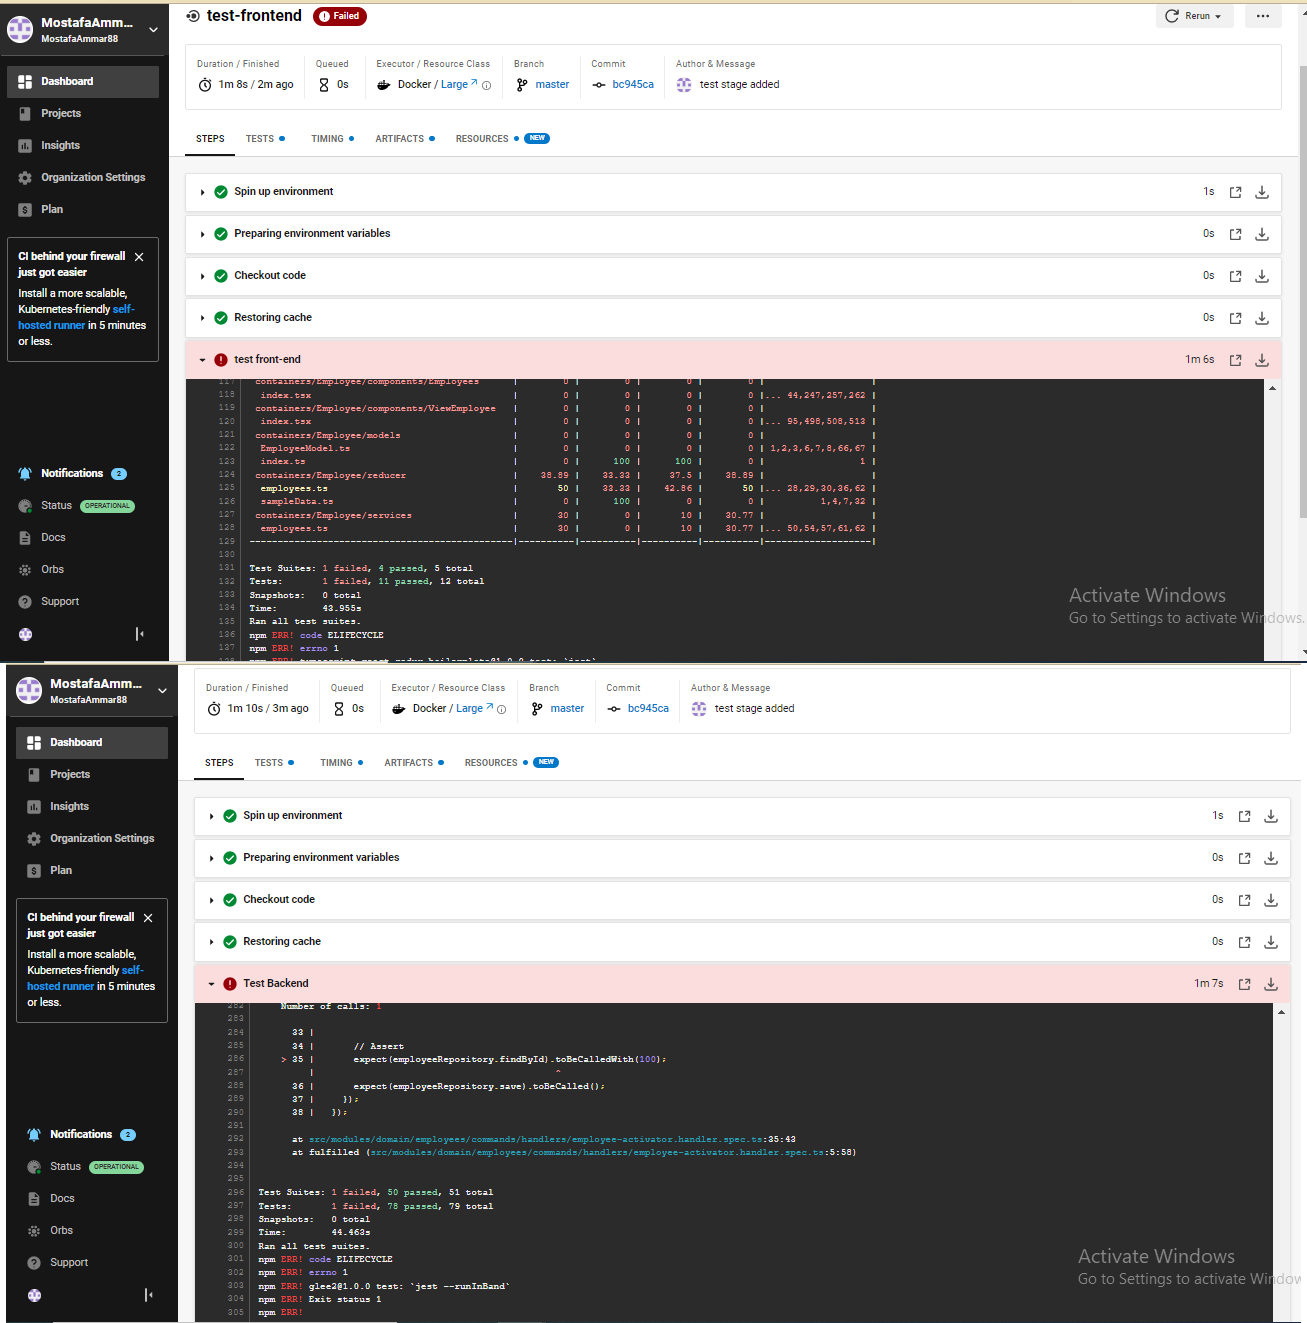 MostafaAmm...
MostafaAmmar88
Dashboard
Projects
Insights
Organization Settings
Plan
CI behind your firewall
just got easier
Install a more scalable,
Kubernetes-friendly self-
hosted runner in 5 minutes
or less.
Notifications 2
Status OPERATIONAL
Docs
Orbs
Support
test-frontend Failed
Rerun
Duration / Finished Queued Executor / Resource Class Branch Commit Author & Message
1m 8s / 2m ago 0s Docker / Large master bc945ca test stage added
STEPS TESTS TIMING ARTIFACTS RESOURCES NEW
Spin up environment 1s
Preparing environment variables 0s
Checkout code 0s
Restoring cache 0s
test front-end 1m 6s
117 containers/Employee/components/Employees | 0 | 0 | 0 | 0 | |
118 index.tsx | 0 | 0 | 0 | 0 |... 44,247,257,262 |
119 containers/Employee/components/ViewEmployee | 0 | 0 | 0 | 0 | |
120 index.tsx | 0 | 0 | 0 | 0 |... 95,498,508,513 |
121 containers/Employee/models | 0 | 0 | 0 | 0 | |
122 EmployeeModel.ts | 0 | 0 | 0 | 0 | 1,2,3,6,7,8,66,67 |
123 index.ts | 0 | 100 | 100 | 0 | 1 |
124 containers/Employee/reducer | 38.89 | 33.33 | 37.5 | 38.89 | |
125 employees.ts | 50 | 33.33 | 42.86 | 50 |... 28,29,30,36,62 |
126 sampleData.ts | 0 | 100 | 0 | 0 | 1,4,7,32 |
127 containers/Employee/services | 30 | 0 | 10 | 30.77 | |
128 employees.ts | 30 | 0 | 10 | 30.77 |... 50,54,57,61,62 |
129 ---------------------------------------------|----------|----------|----------|----------|-------------------|
130
131 Test Suites: 1 failed, 4 passed, 5 total
132 Tests: 1 failed, 11 passed, 12 total
133 Snapshots: 0 total
134 Time: 43.955s
135 Ran all test suites.
136 npm ERR! code ELIFECYCLE
137 npm ERR! errno 1
138 npm ERR! typescript-react-redux-boilerplate@1.0.0 test: `jest`
Activate Windows
Go to Settings to activate Windows.
MostafaAmm...
MostafaAmmar88
Dashboard
Projects
Insights
Organization Settings
Plan
CI behind your firewall
just got easier
Install a more scalable,
Kubernetes-friendly self-
hosted runner in 5 minutes
or less.
Notifications 2
Status OPERATIONAL
Docs
Orbs
Support
Duration / Finished Queued Executor / Resource Class Branch Commit Author & Message
1m 10s / 3m ago 0s Docker / Large master bc945ca test stage added
STEPS TESTS TIMING ARTIFACTS RESOURCES NEW
Spin up environment 1s
Preparing environment variables 0s
Checkout code 0s
Restoring cache 0s
Test Backend 1m 7s
282 Number of calls: 1
283
284 33 |
285 34 | // Assert
286 > 35 | expect(employeeRepository.findById).toBeCalledWith(100);
287 | ^
288 36 | expect(employeeRepository.save).toBeCalled();
289 37 | });
290 38 | });
291
292 at src/modules/domain/employees/commands/handlers/employee-activator.handler.spec.ts:35:43
293 at fulfilled (src/modules/domain/employees/commands/handlers/employee-activator.handler.spec.ts:5:58)
294
295
296 Test Suites: 1 failed, 50 passed, 51 total
297 Tests: 1 failed, 78 passed, 79 total
298 Snapshots: 0 total
299 Time: 44.463s
300 Ran all test suites.
301 npm ERR! code ELIFECYCLE
302 npm ERR! errno 1
303 npm ERR! glee2@1.0.0 test: `jest --runInBand`
304 npm ERR! Exit status 1
305 npm ERR!
Activate Windows
Go to Settings to activate Window